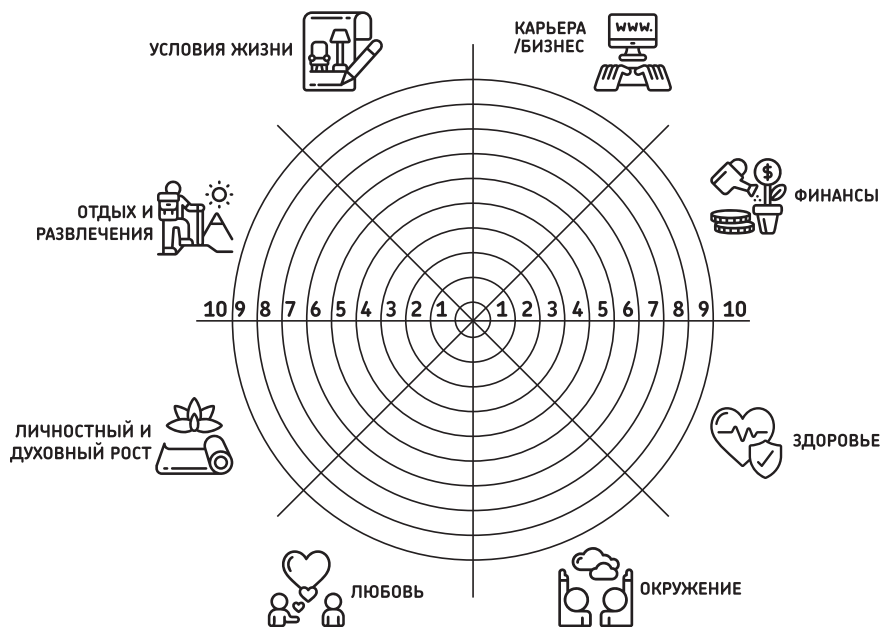 УСЛОВИЯ ЖИЗНИ
КАРЬЕРА
/БИЗНЕС
WWW.
$
ФИНАНСЫ
ОТДЫХ И
РАЗВЛЕЧЕНИЯ
10 9 8 7 6 5 4 3 2 1 1 2 3 4 5 6 7 8 9 10
ЛИЧНОСТНЫЙ И
ДУХОВНЫЙ РОСТ
ЗДОРОВЬЕ
ЛЮБОВЬ
ОКРУЖЕНИЕ